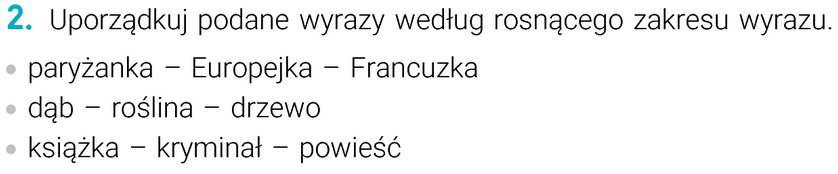 2. Uporządkuj podane wyrazy według rosnącego zakresu wyrazu.
• paryżanka – Europejka – Francuzka
• dąb – roślina – drzewo
• książka – kryminał – powieść